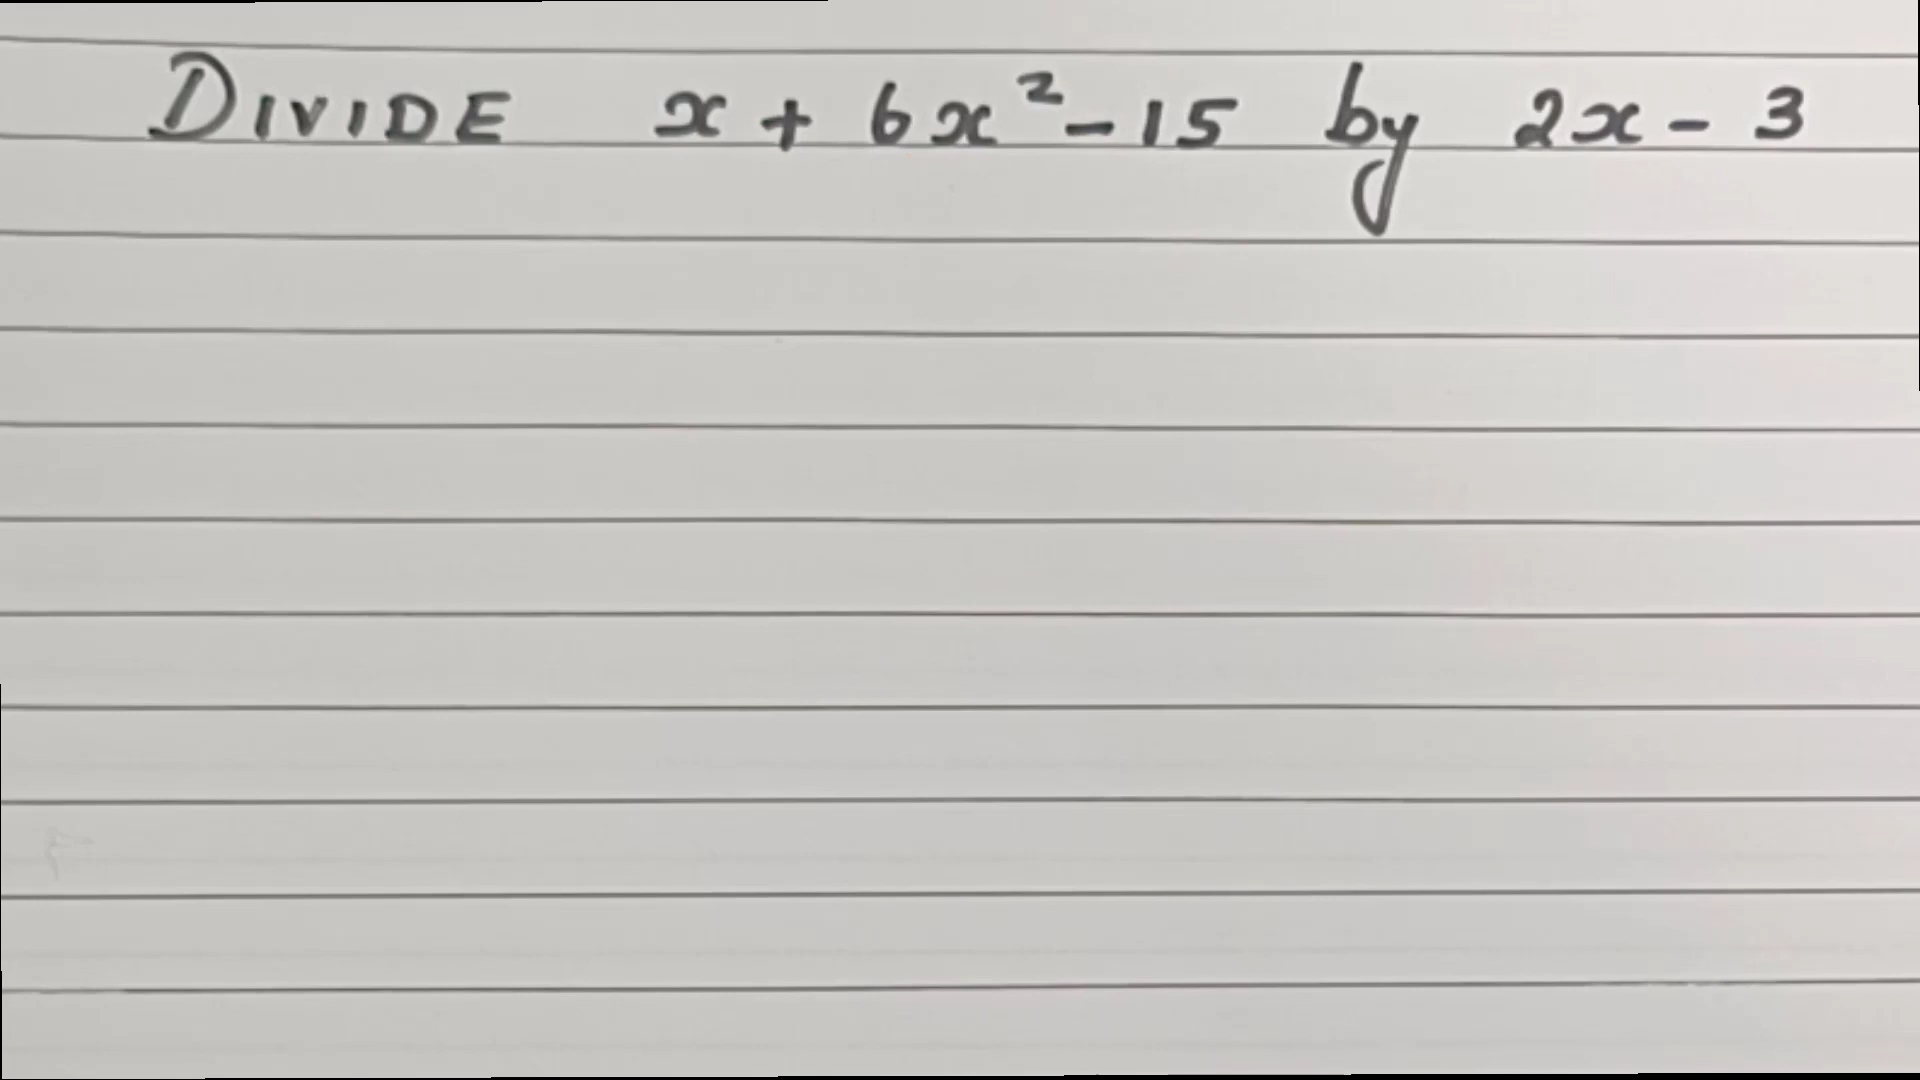 DIVIDE x + 6x² - 15 by 2x - 3